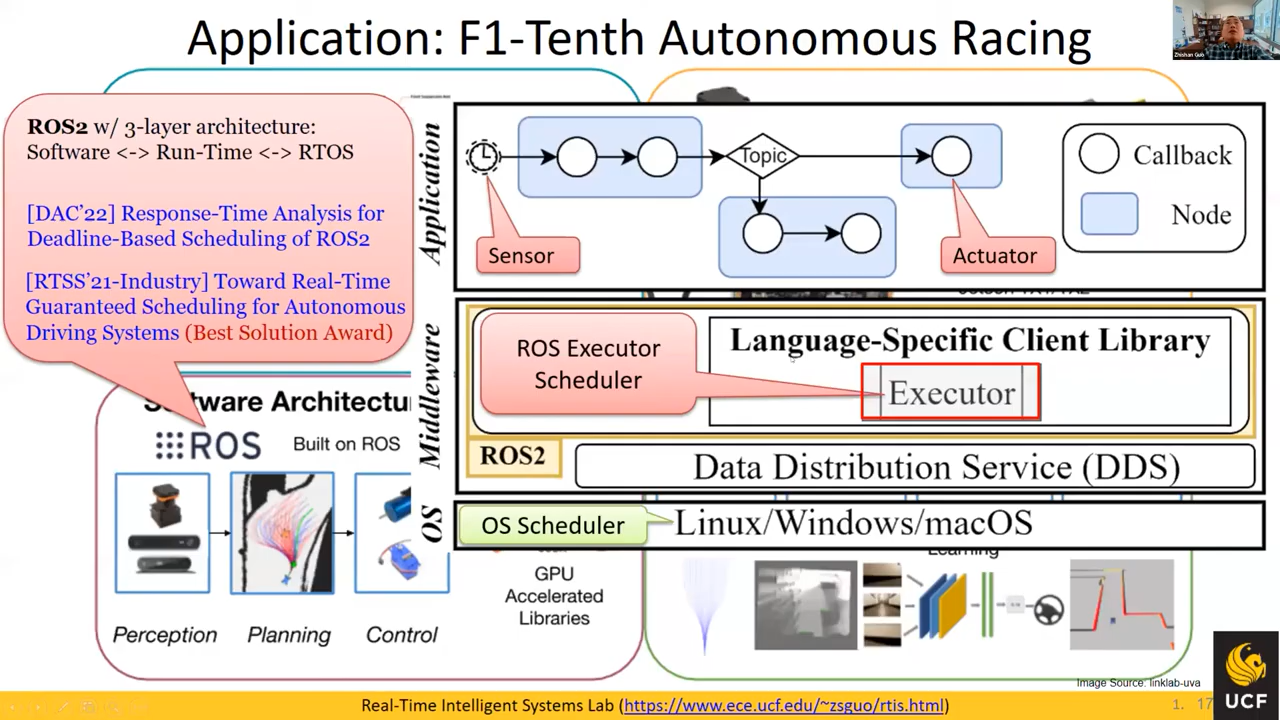 Application: F1-Tenth Autonomous Racing
Zhishan Guo
ROS2 w/ 3-layer architecture:
Software <-> Run-Time <-> RTOS
[DAC'22] Response-Time Analysis for
Deadline-Based Scheduling of ROS2
[RTSS'21-Industry] Toward Real-Time
Guaranteed Scheduling for Autonomous
Driving Systems (Best Solution Award)
Application
Topic
Sensor
Actuator
Callback
Node
Middleware
ROS Executor
Scheduler
Language-Specific Client Library
Executor
ROS2
Data Distribution Service (DDS)
OS
OS Scheduler
Linux/Windows/macOS
ROS
Built on ROS
Perception
Planning
Control
GPU
Accelerated
Libraries
Learning
Image Source: linklab-uva
Real-Time Intelligent Systems Lab (https://www.ece.ucf.edu/~zsguo/rtis.html)
1. 17
UCF